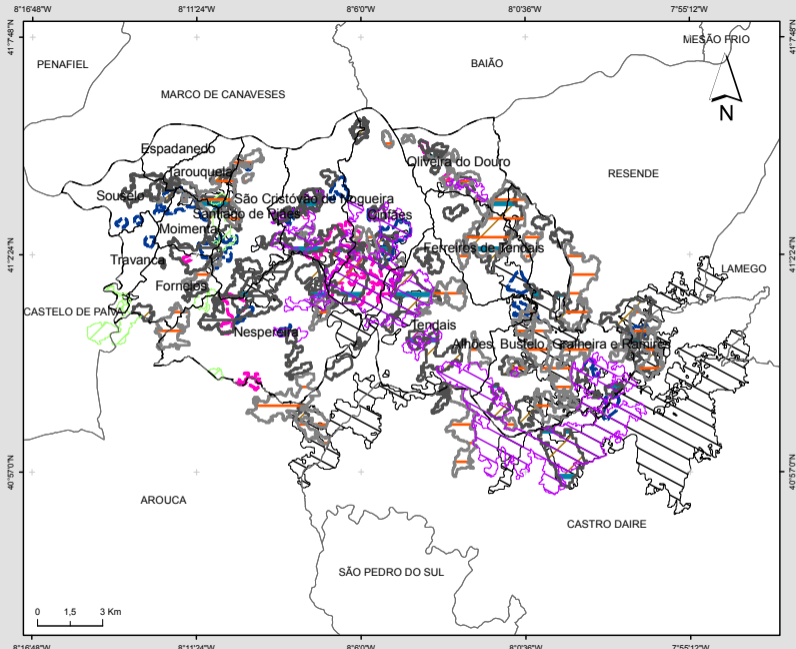 8°16'48"W 8°11'24"W 8°6'0"W 8°0'36"W 7°55'12"W
41°7'48"N 41°7'48"N
MESÃO FRIO
PENAFIEL
BAIÃO
MARCO DE CANAVESES
N
Espadanedo
Oliveira do Douro
Tarouquela
RESENDE
Souselo
São Cristóvão de Nogueira
Santiago de Piães
Cinfães
Moimenta
Ferreiros de Tendais
41°2'24"N 41°2'24"N
Travanca
LAMEGO
Fornelos
CASTELO DE PAIVA
Tendais
Nespereira
Alhões, Bustelo, Gralheira e Ramires
40°57'0"N 40°57'0"N
AROUCA
CASTRO DAIRE
SÃO PEDRO DO SUL
0 1,5 3 Km
8°16'48"W 8°11'24"W 8°6'0"W 8°0'36"W 7°55'12"W